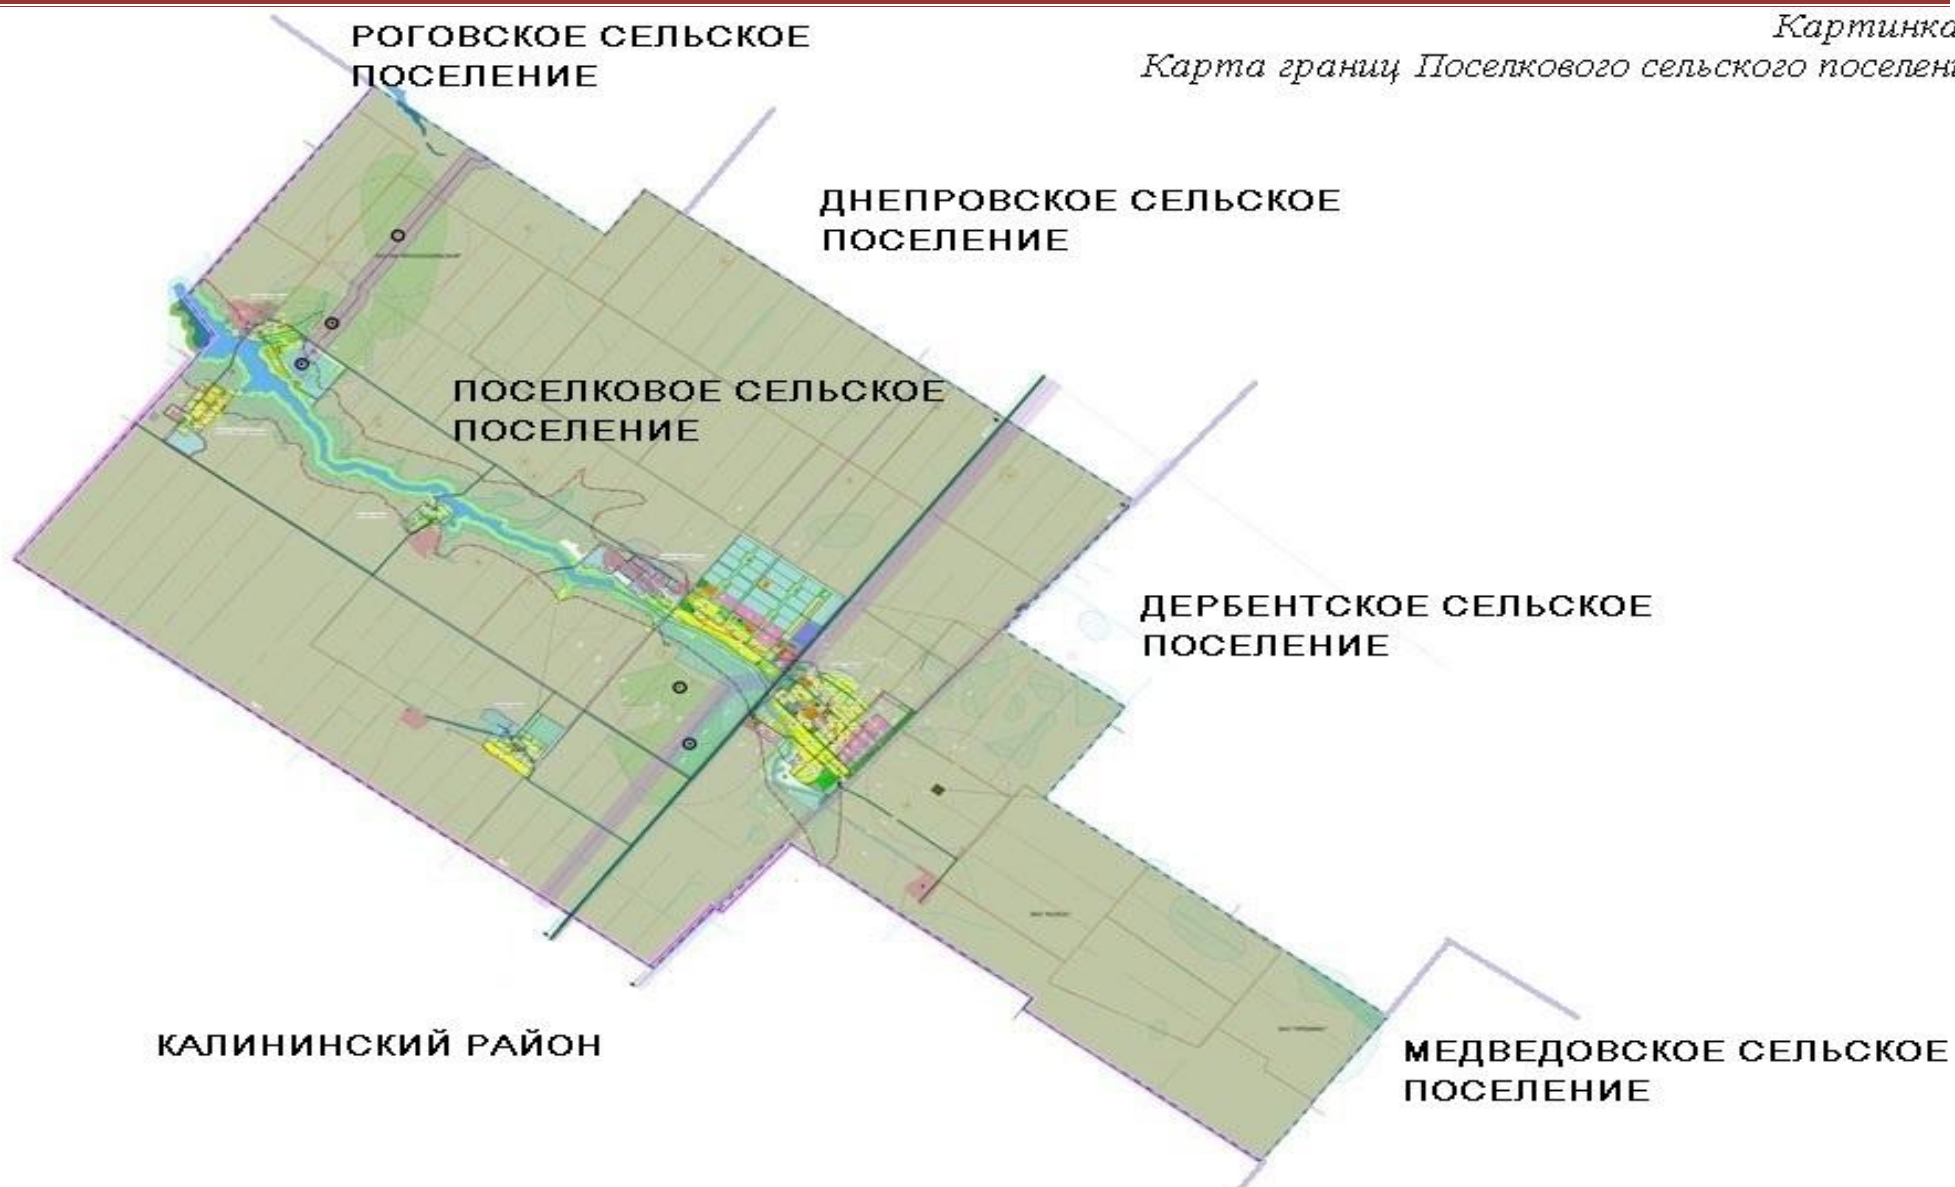 Картинка
Карта границ Поселкового сельского поселени
РОГОВСКОЕ СЕЛЬСКОЕ
ПОСЕЛЕНИЕ
ДНЕПРОВСКОЕ СЕЛЬСКОЕ
ПОСЕЛЕНИЕ
ПОСЕЛКОВОЕ СЕЛЬСКОЕ
ПОСЕЛЕНИЕ
ДЕРБЕНТСКОЕ СЕЛЬСКОЕ
ПОСЕЛЕНИЕ
КАЛИНИНСКИЙ РАЙОН
МЕДВЕДОВСКОЕ СЕЛЬСКОЕ
ПОСЕЛЕНИЕ